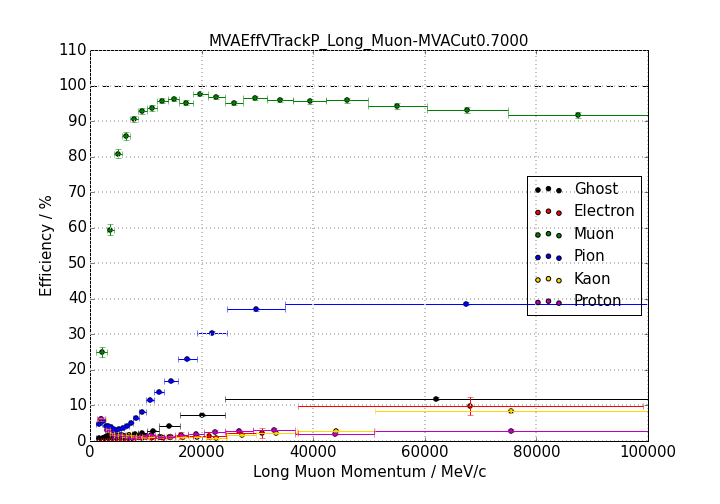 MVAEffVTrackP_Long_Muon-MVACut0.7000
110
100
90
80
70
60
50
40
30
20
10
0
Efficiency / %
Ghost
Electron
Muon
Pion
Kaon
Proton
0 20000 40000 60000 80000 100000
Long Muon Momentum / MeV/c